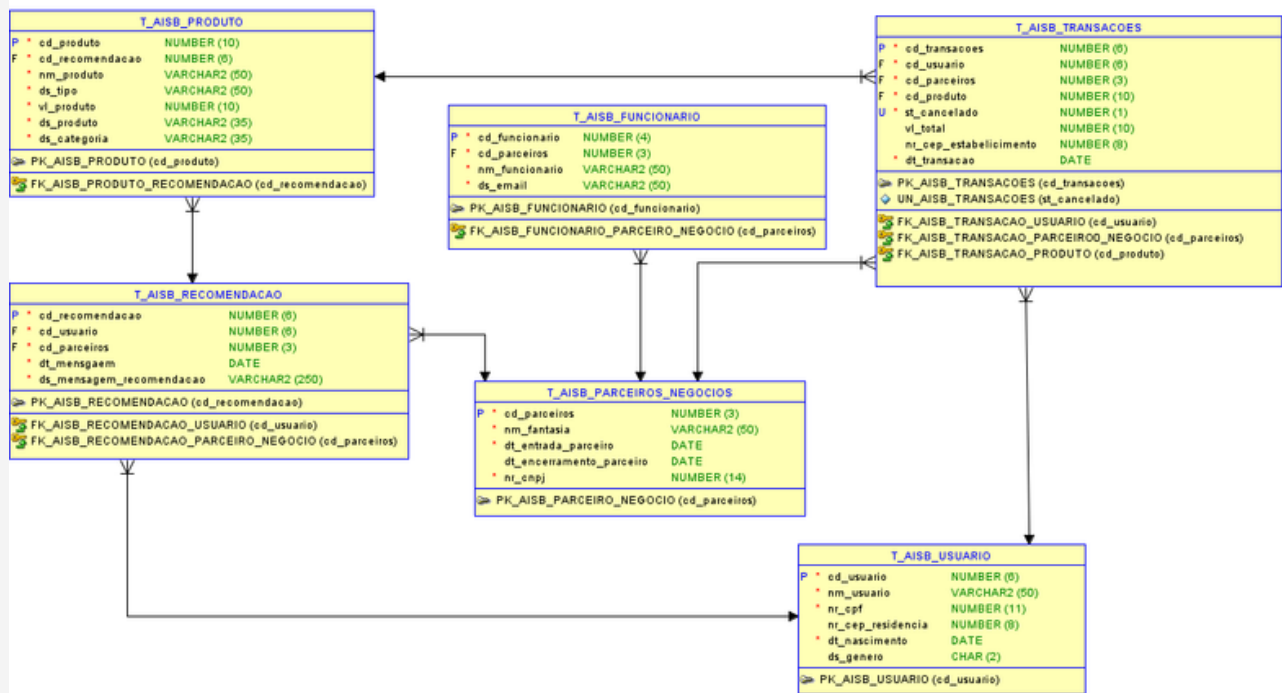 T_AISB_PRODUTO
P * cd_produto NUMBER (10)
F * cd_recomendacao NUMBER (6)
* nm_produto VARCHAR2 (50)
* ds_tipo VARCHAR2 (50)
* vl_produto NUMBER (10)
* ds_produto VARCHAR2 (35)
* ds_categoria VARCHAR2 (35)
PK_AISB_PRODUTO (cd_produto)
FK_AISB_PRODUTO_RECOMENDACAO (cd_recomendacao)
T_AISB_TRANSACOES
P * cd_transacoes NUMBER (6)
F * cd_usuario NUMBER (6)
F * cd_parceiros NUMBER (3)
F * cd_produto NUMBER (10)
U * st_cancelado NUMBER (1)
vl_total NUMBER (10)
nr_cep_estabelicimento NUMBER (8)
* dt_transacao DATE
PK_AISB_TRANSACOES (cd_transacoes)
UN_AISB_TRANSACOES (st_cancelado)
FK_AISB_TRANSACAO_USUARIO (cd_usuario)
FK_AISB_TRANSACAO_PARCEIROO_NEGOCIO (cd_parceiros)
FK_AISB_TRANSACAO_PRODUTO (cd_produto)
T_AISB_FUNCIONARIO
P * cd_funcionario NUMBER (4)
F * cd_parceiros NUMBER (3)
* nm_funcionario VARCHAR2 (50)
* ds_email VARCHAR2 (50)
PK_AISB_FUNCIONARIO (cd_funcionario)
FK_AISB_FUNCIONARIO_PARCEIRO_NEGOCIO (cd_parceiros)
T_AISB_RECOMENDACAO
P * cd_recomendacao NUMBER (6)
F * cd_usuario NUMBER (6)
F * cd_parceiros NUMBER (3)
* dt_mensgaem DATE
* ds_mensagem_recomendacao VARCHAR2 (250)
PK_AISB_RECOMENDACAO (cd_recomendacao)
FK_AISB_RECOMENDACAO_USUARIO (cd_usuario)
FK_AISB_RECOMENDACAO_PARCEIRO_NEGOCIO (cd_parceiros)
T_AISB_PARCEIROS_NEGOCIOS
P * cd_parceiros NUMBER (3)
* nm_fantasia VARCHAR2 (50)
* dt_entrada_parceiro DATE
dt_encerramento_parceiro DATE
* nr_cnpj NUMBER (14)
PK_AISB_PARCEIRO_NEGOCIO (cd_parceiros)
T_AISB_USUARIO
P * cd_usuario NUMBER (6)
* nm_usuario VARCHAR2 (50)
* nr_cpf NUMBER (11)
nr_cep_residencia NUMBER (8)
* dt_nascimento DATE
ds_genero CHAR (2)
PK_AISB_USUARIO (cd_usuario)